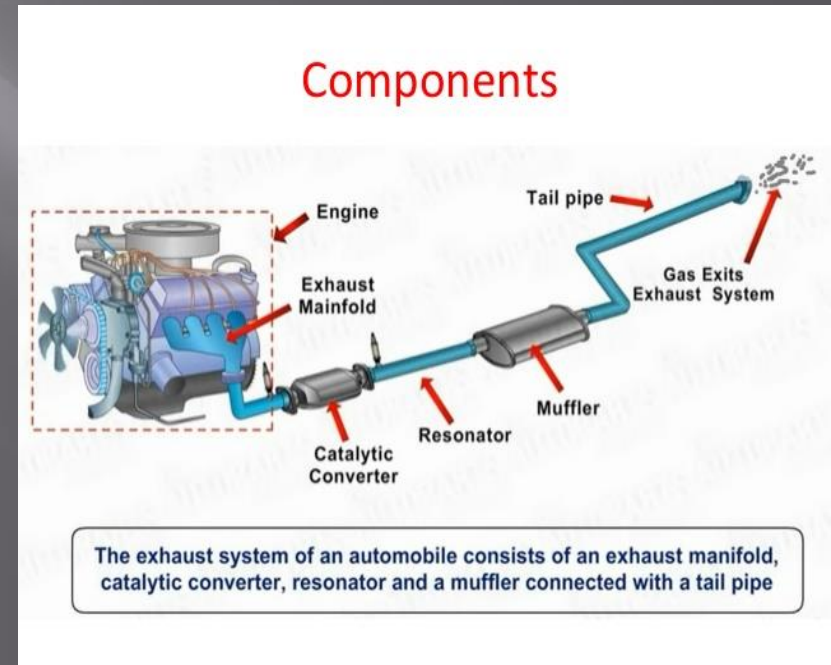 Components
Engine
Exhaust
Mainfold
Tail pipe
Gas Exits
Exhaust System
Muffler
Resonator
Catalytic
Converter
The exhaust system of an automobile consists of an exhaust manifold,
catalytic converter, resonator and a muffler connected with a tail pipe